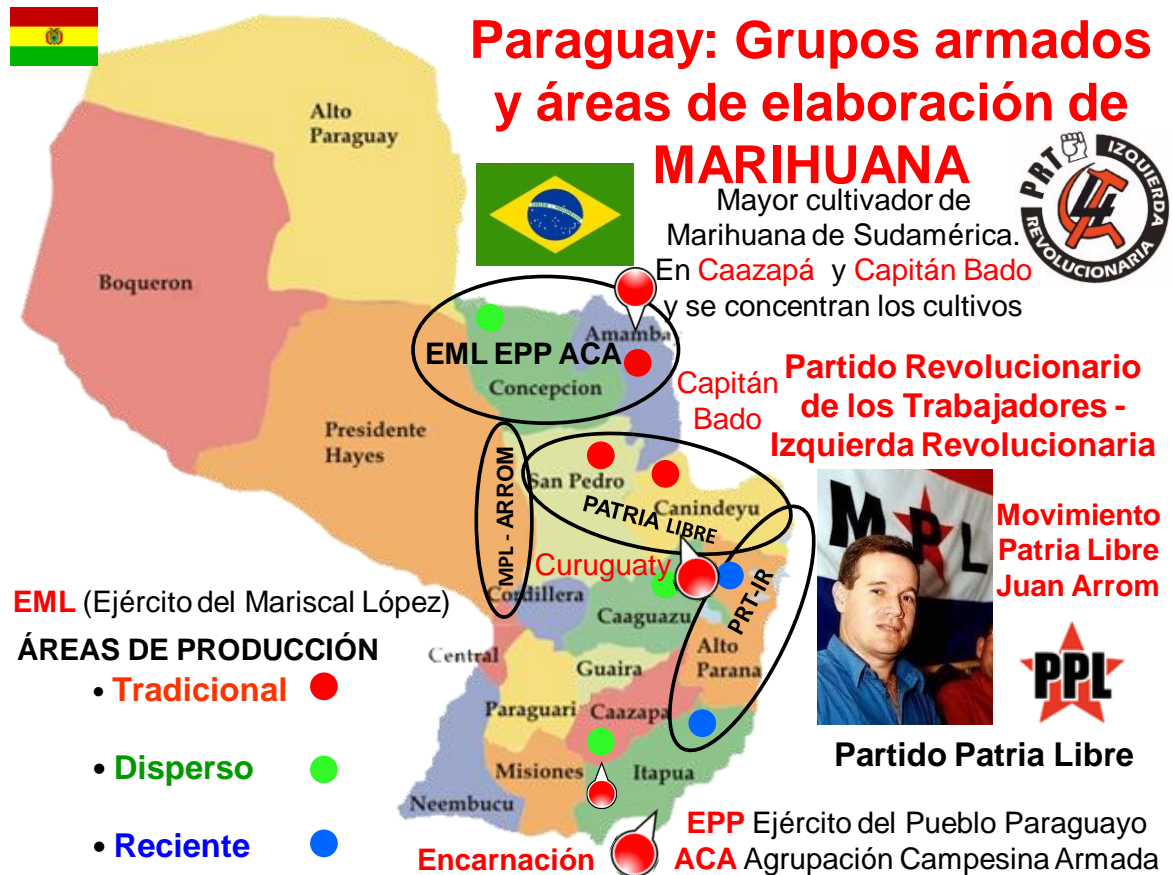 Paraguay: Grupos armados
y áreas de elaboración de
MARIHUANA
Mayor cultivador de
Marihuana de Sudamérica.
En Caazapá y Capitán Bado
y se concentran los cultivos
PRT IZQUIERDA
REVOLUCIONARIA
4
Alto
Paraguay
Boqueron
Amambay
EML EPP ACA
Concepcion
Capitán
Bado
Partido Revolucionario
de los Trabajadores -
Izquierda Revolucionaria
Presidente
Hayes
MPL - ARROM
San Pedro
Canindeyu
PATRIA LIBRE
MPL
Movimiento
Patria Libre
Juan Arrom
Curuguaty
PRT-IR
Cordillera
Caaguazu
EML (Ejército del Mariscal López)
ÁREAS DE PRODUCCIÓN
• Tradicional
• Disperso
• Reciente
Central
Guaira
Alto
Parana
Paraguari
Caazapa
PPL
Partido Patria Libre
Misiones
Itapua
Neembucu
Encarnación
EPP Ejército del Pueblo Paraguayo
ACA Agrupación Campesina Armada